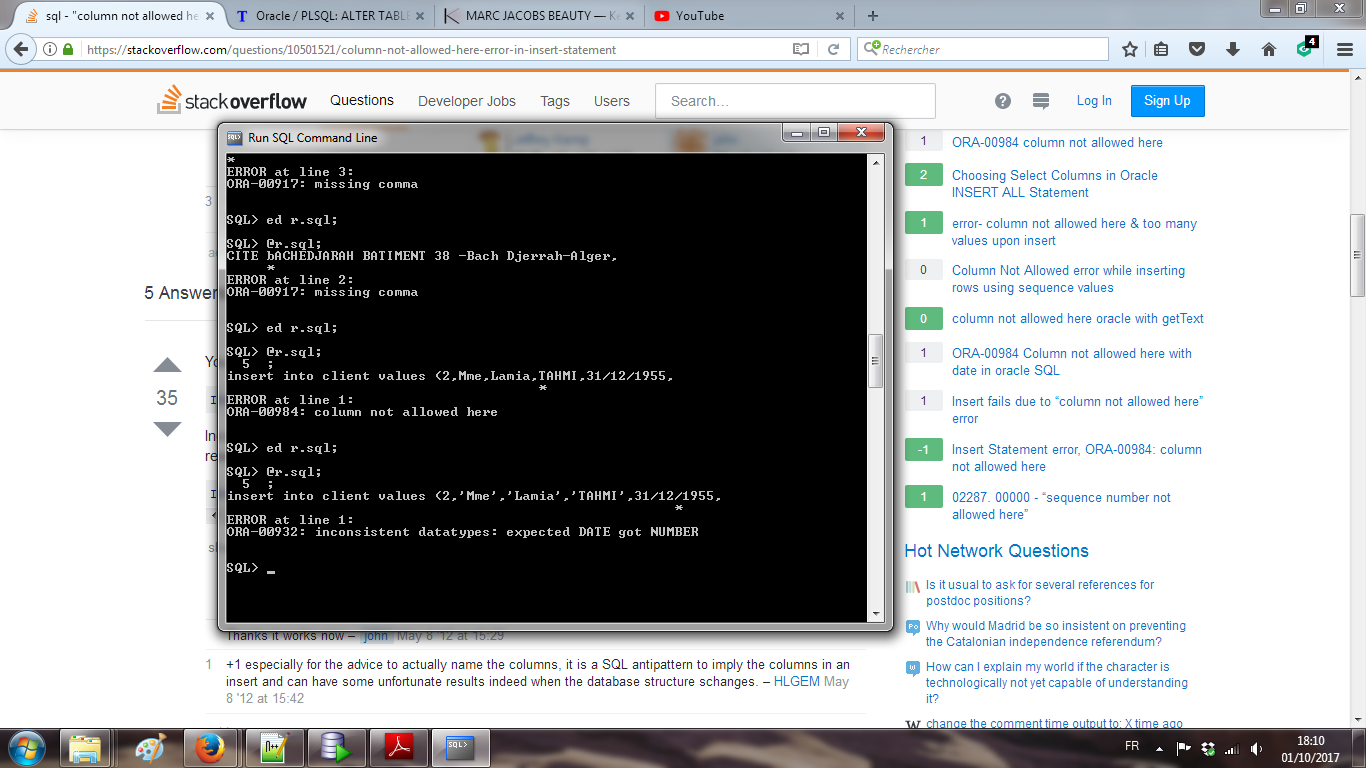 sql - "column not allowed he
Oracle / PLSQL: ALTER TABLE
MARC JACOBS BEAUTY — Ke
YouTube
https://stackoverflow.com/questions/10501521/column-not-allowed-here-error-in-insert-statement
Rechercher
4
stackoverflow
Questions
Developer Jobs
Tags
Users
Search...
Log In
Sign Up
Run SQL Command Line
*
ERROR at line 3:
ORA-00917: missing comma
SQL> ed r.sql;
SQL> @r.sql;
CITE bACHEDJARAH BATIMENT 38 -Bach Djerrah-Alger,
*
ERROR at line 2:
ORA-00917: missing comma
SQL> ed r.sql;
SQL> @r.sql;
5 ;
insert into client values (2,Mme,Lamia,TAHMI,31/12/1955,
*
ERROR at line 1:
ORA-00984: column not allowed here
SQL> ed r.sql;
SQL> @r.sql;
5 ;
insert into client values (2,'Mme','Lamia','TAHMI',31/12/1955,
*
ERROR at line 1:
ORA-00932: inconsistent datatypes: expected DATE got NUMBER
SQL> _
3
5 Answer
35
Yo
In
re
Thanks it works now – john May 8 '12 at 15:29
1 +1 especially for the advice to actually name the columns, it is a SQL antipattern to imply the columns in an
insert and can have some unfortunate results indeed when the database structure schanges. – HLGEM May
8 '12 at 15:42
1 ORA-00984 column not allowed here
2 Choosing Select Columns in Oracle
INSERT ALL Statement
1 error- column not allowed here & too many
values upon insert
0 Column Not Allowed error while inserting
rows using sequence values
0 column not allowed here oracle with getText
1 ORA-00984 Column not allowed here with
date in oracle SQL
1 Insert fails due to “column not allowed here”
error
-1 Insert Statement error, ORA-00984: column
not allowed here
1 02287. 00000 - “sequence number not
allowed here”
Hot Network Questions
Is it usual to ask for several references for
postdoc positions?
Why would Madrid be so insistent on preventing
the Catalonian independence referendum?
How can I explain my world if the character is
technologically not yet capable of understanding
it?
change the comment time output to: X time ago
FR
18:10
01/10/2017